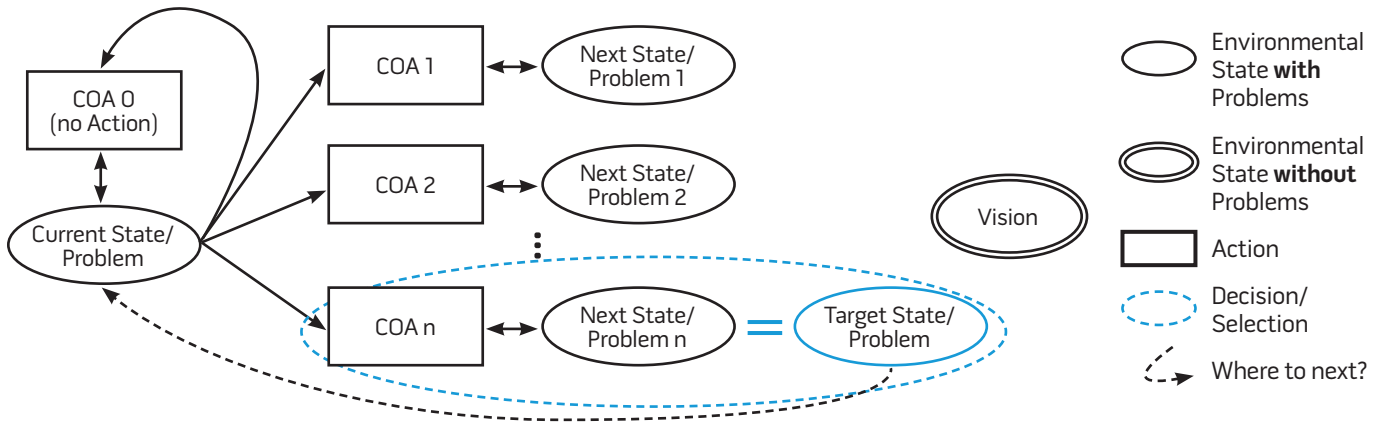 COA 0
(no Action)
Current State/
Problem
COA 1
Next State/
Problem 1
COA 2
Next State/
Problem 2
COA n
Next State/
Problem n
Target State/
Problem
Vision
Environmental
State with
Problems
Environmental
State without
Problems
Action
Decision/
Selection
Where to next?